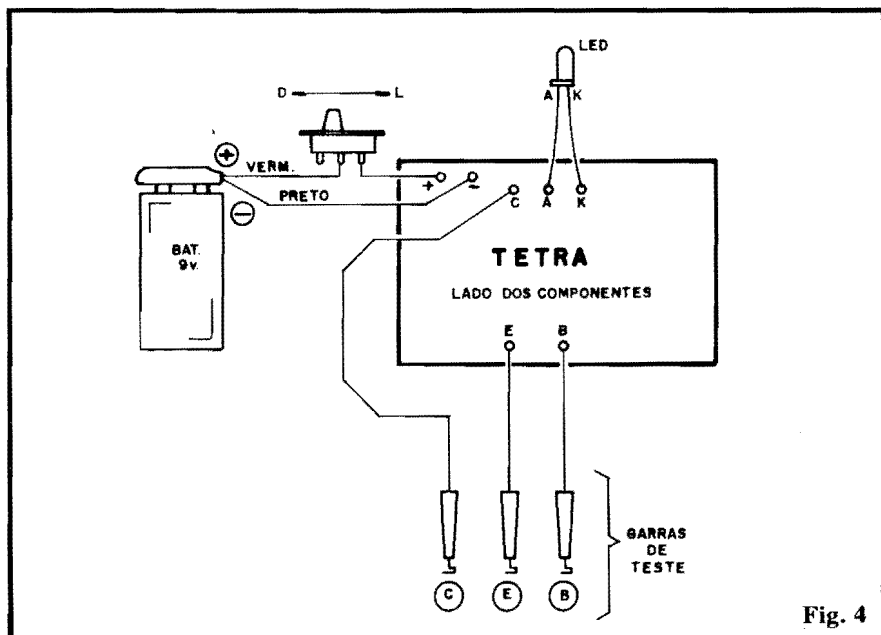 LED
D L
A K
+
VERM.
+ -
−
PRETO
C A K
BAT.
9v.
TETRA
LADO DOS COMPONENTES
E B
GARRAS
DE
TESTE
C E B
Fig. 4